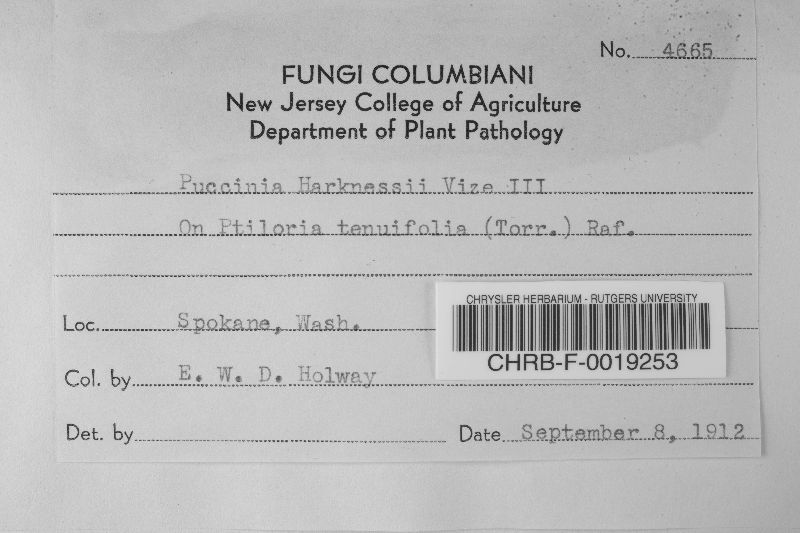 No. 4665
FUNGI COLUMBIANI
New Jersey College of Agriculture
Department of Plant Pathology
Puccinia Harknessii Vize III
On Ptiloria tenuifolia (Torr.) Raf.
CHRYSLER HERBARIUM - RUTGERS UNIVERSITY
CHRB-F-0019253
Loc. Spokane, Wash.
Col. by E. W. D. Holway
Det. by
Date September 8, 1912